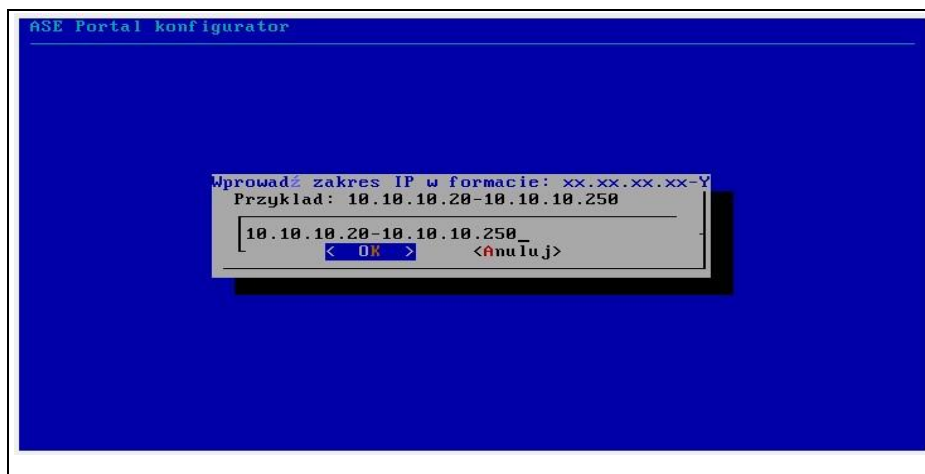 ASE Portal konfigurator
Wprowadź zakres IP w formacie: xx.xx.xx.xx-Y
Przyklad: 10.10.10.20-10.10.10.250
10.10.10.20-10.10.10.250_
< OK > <Anuluj>